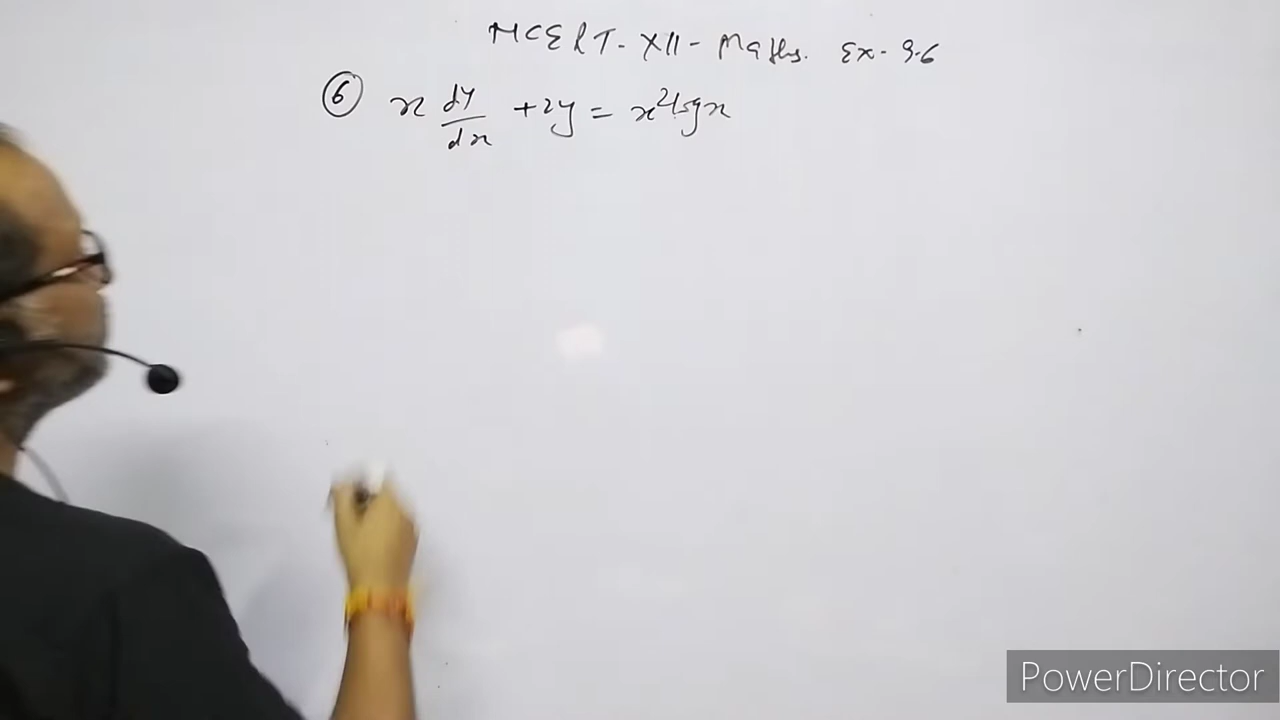 NCERT - XII - Maths. Ex - 9.6
⑥ x dy/dx + 2y = x² log x
PowerDirector